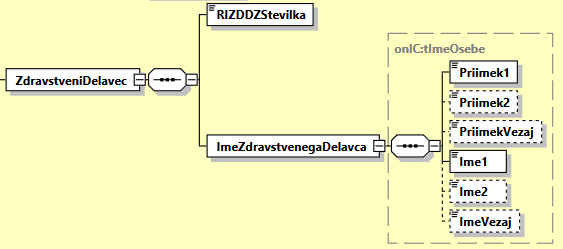 RIZDDZStevilka
ZdravstveniDelavec
onIC:tImeOsebe
Priimek1
Priimek2
PriimekVezaj
ImeZdravstvenegaDelavca
Ime1
Ime2
ImeVezaj